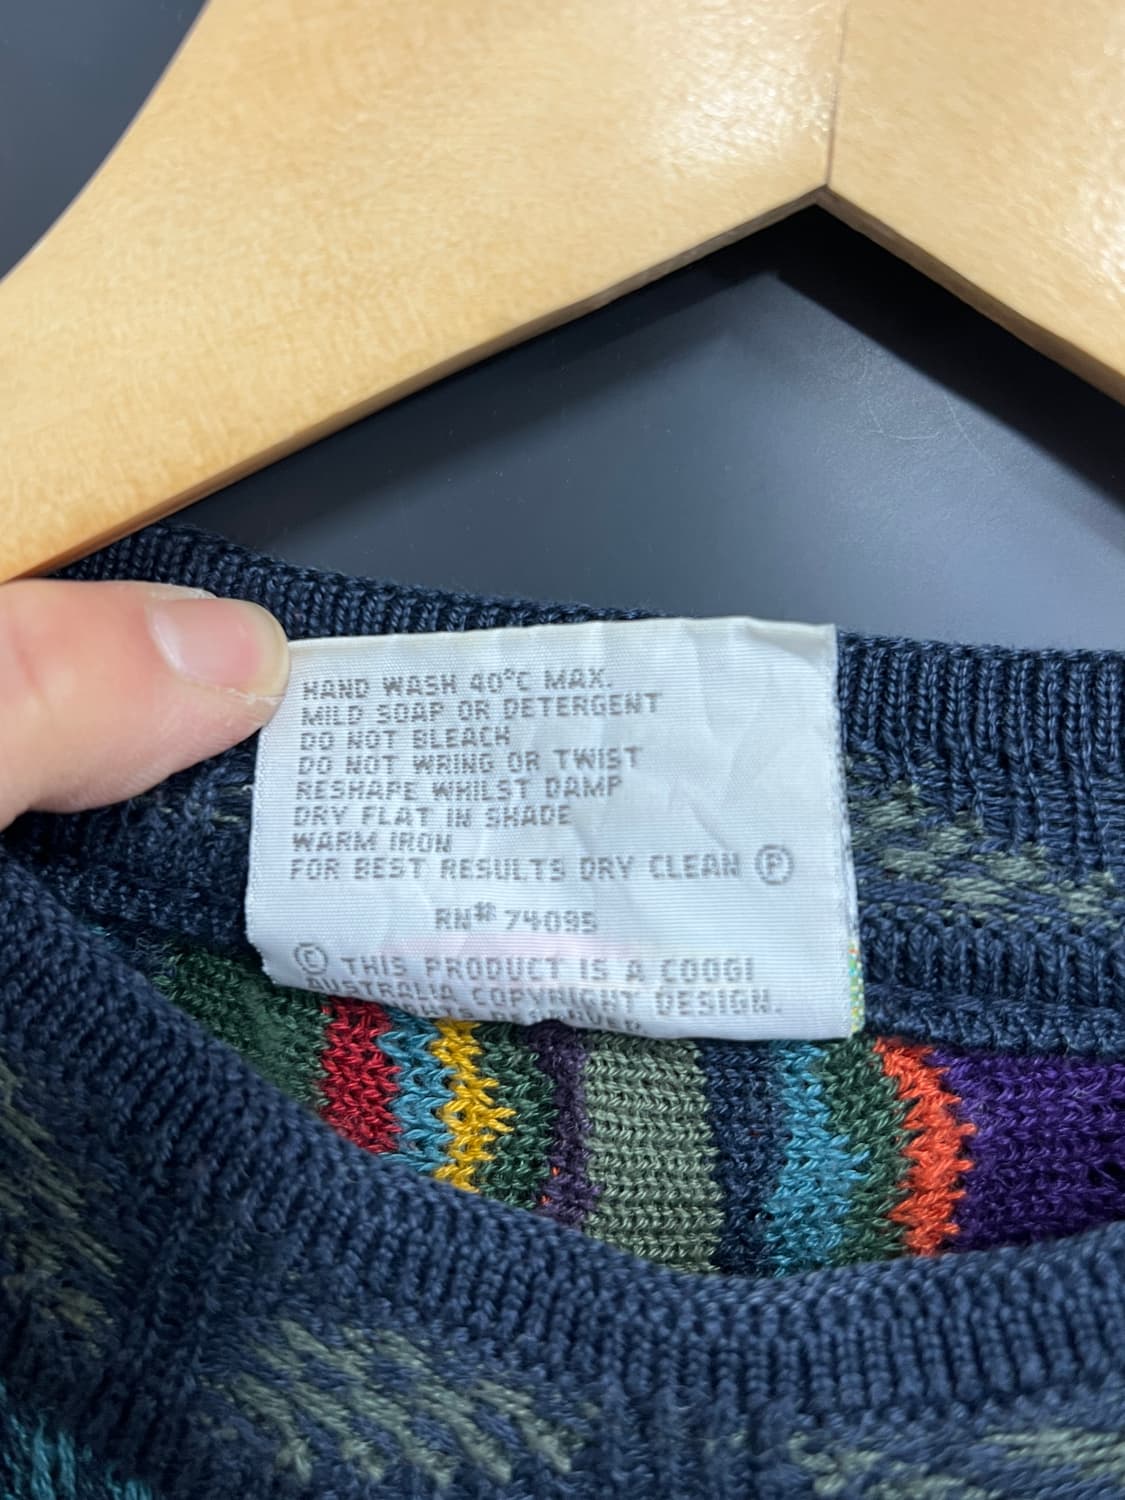 HAND WASH 40°C MAX.
MILD SOAP OR DETERGENT
DO NOT BLEACH
DO NOT WRING OR TWIST
RESHAPE WHILST DAMP
DRY FLAT IN SHADE
WARM IRON
FOR BEST RESULTS DRY CLEAN Ⓟ
RN# 74095
© THIS PRODUCT IS A COOGI
AUSTRALIA COPYRIGHT DESIGN.